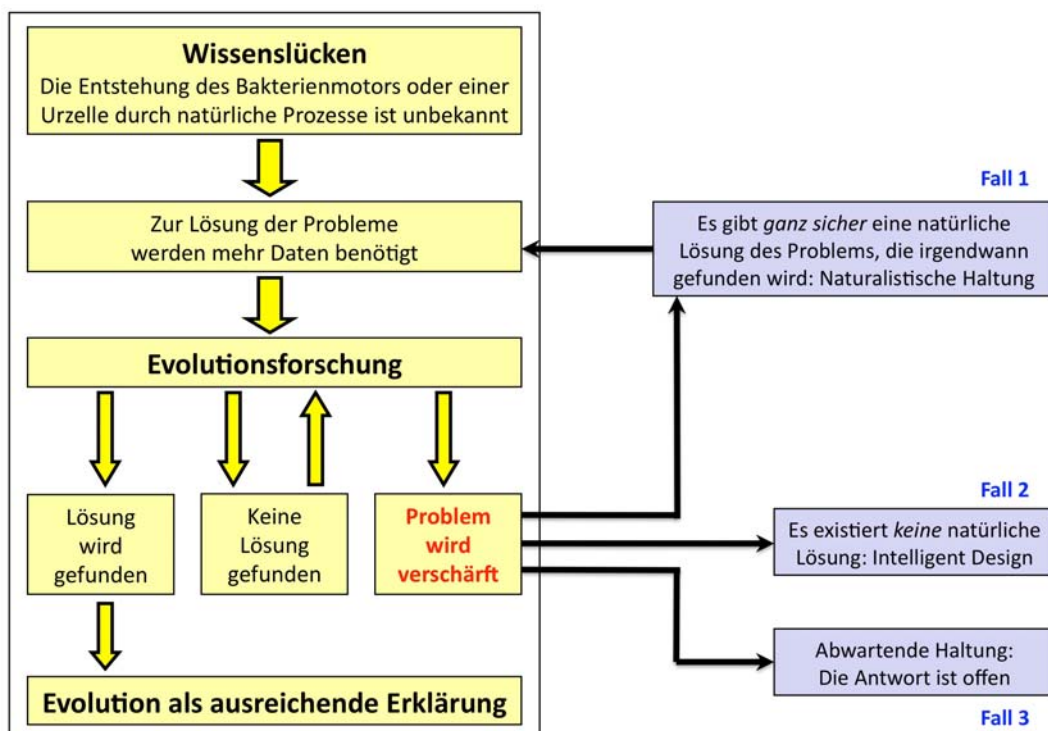 Wissenslücken
Die Entstehung des Bakterienmotors oder einer
Urzelle durch natürliche Prozesse ist unbekannt
Zur Lösung der Probleme
werden mehr Daten benötigt
Evolutionsforschung
Lösung
wird
gefunden
Keine
Lösung
gefunden
Problem
wird
verschärft
Evolution als ausreichende Erklärung
Fall 1
Es gibt ganz sicher eine natürliche
Lösung des Problems, die irgendwann
gefunden wird: Naturalistische Haltung
Fall 2
Es existiert keine natürliche
Lösung: Intelligent Design
Abwartende Haltung:
Die Antwort ist offen
Fall 3